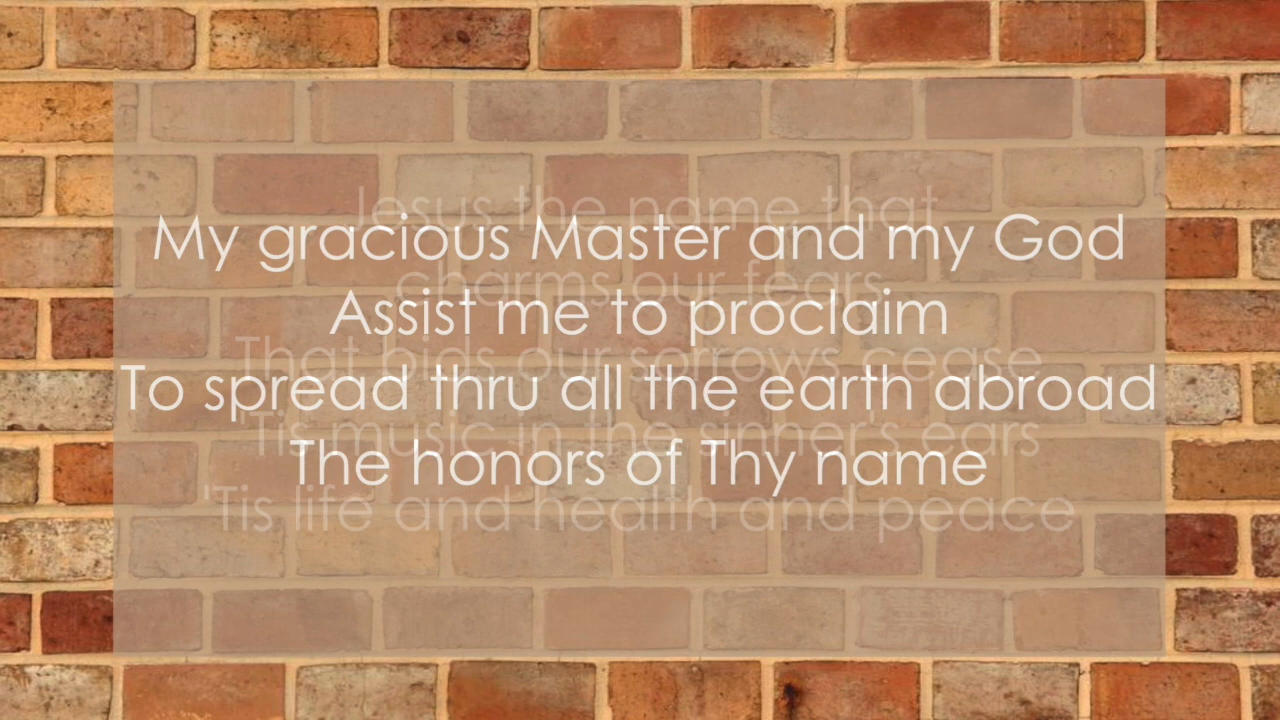 My gracious Master and my God
Assist me to proclaim
To spread thru all the earth abroad
The honors of Thy name
Jesus the name that
charms our fears
That bids our sorrows cease
'Tis music in the sinner's ears
'Tis life and health and peace